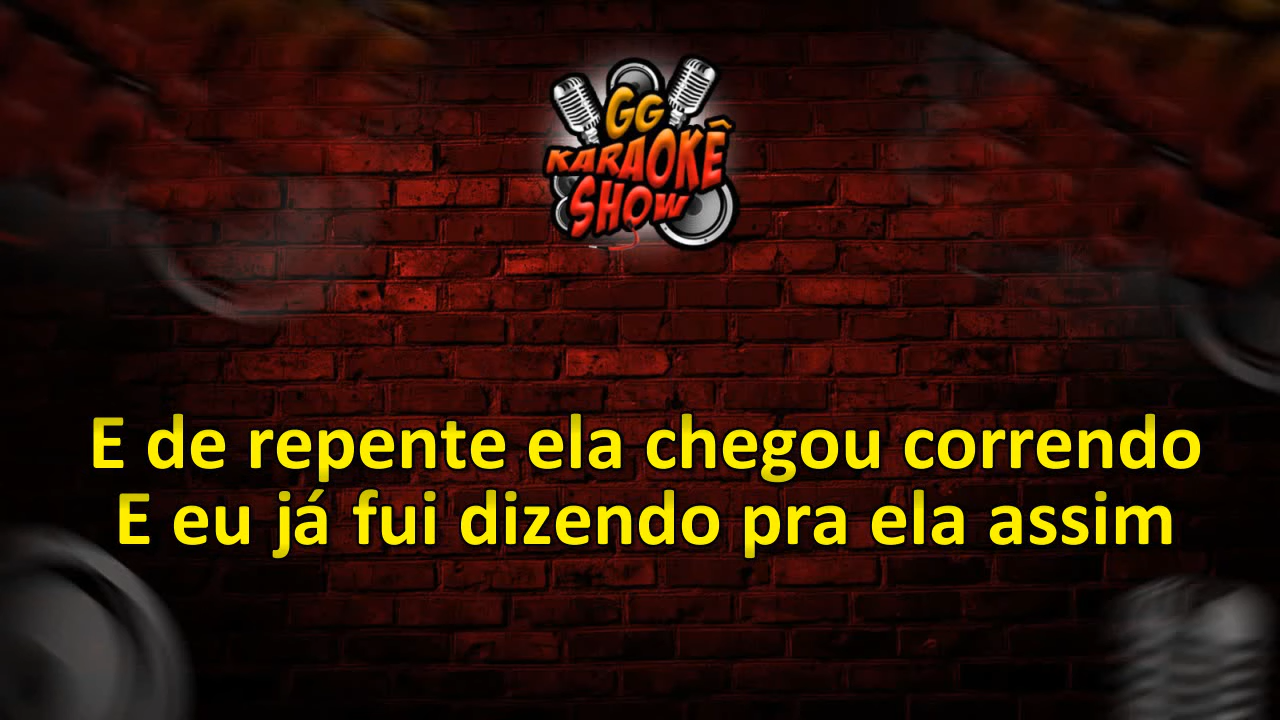 GG
KARAOKÊ
SHOW
E de repente ela chegou correndo
E eu já fui dizendo pra ela assim